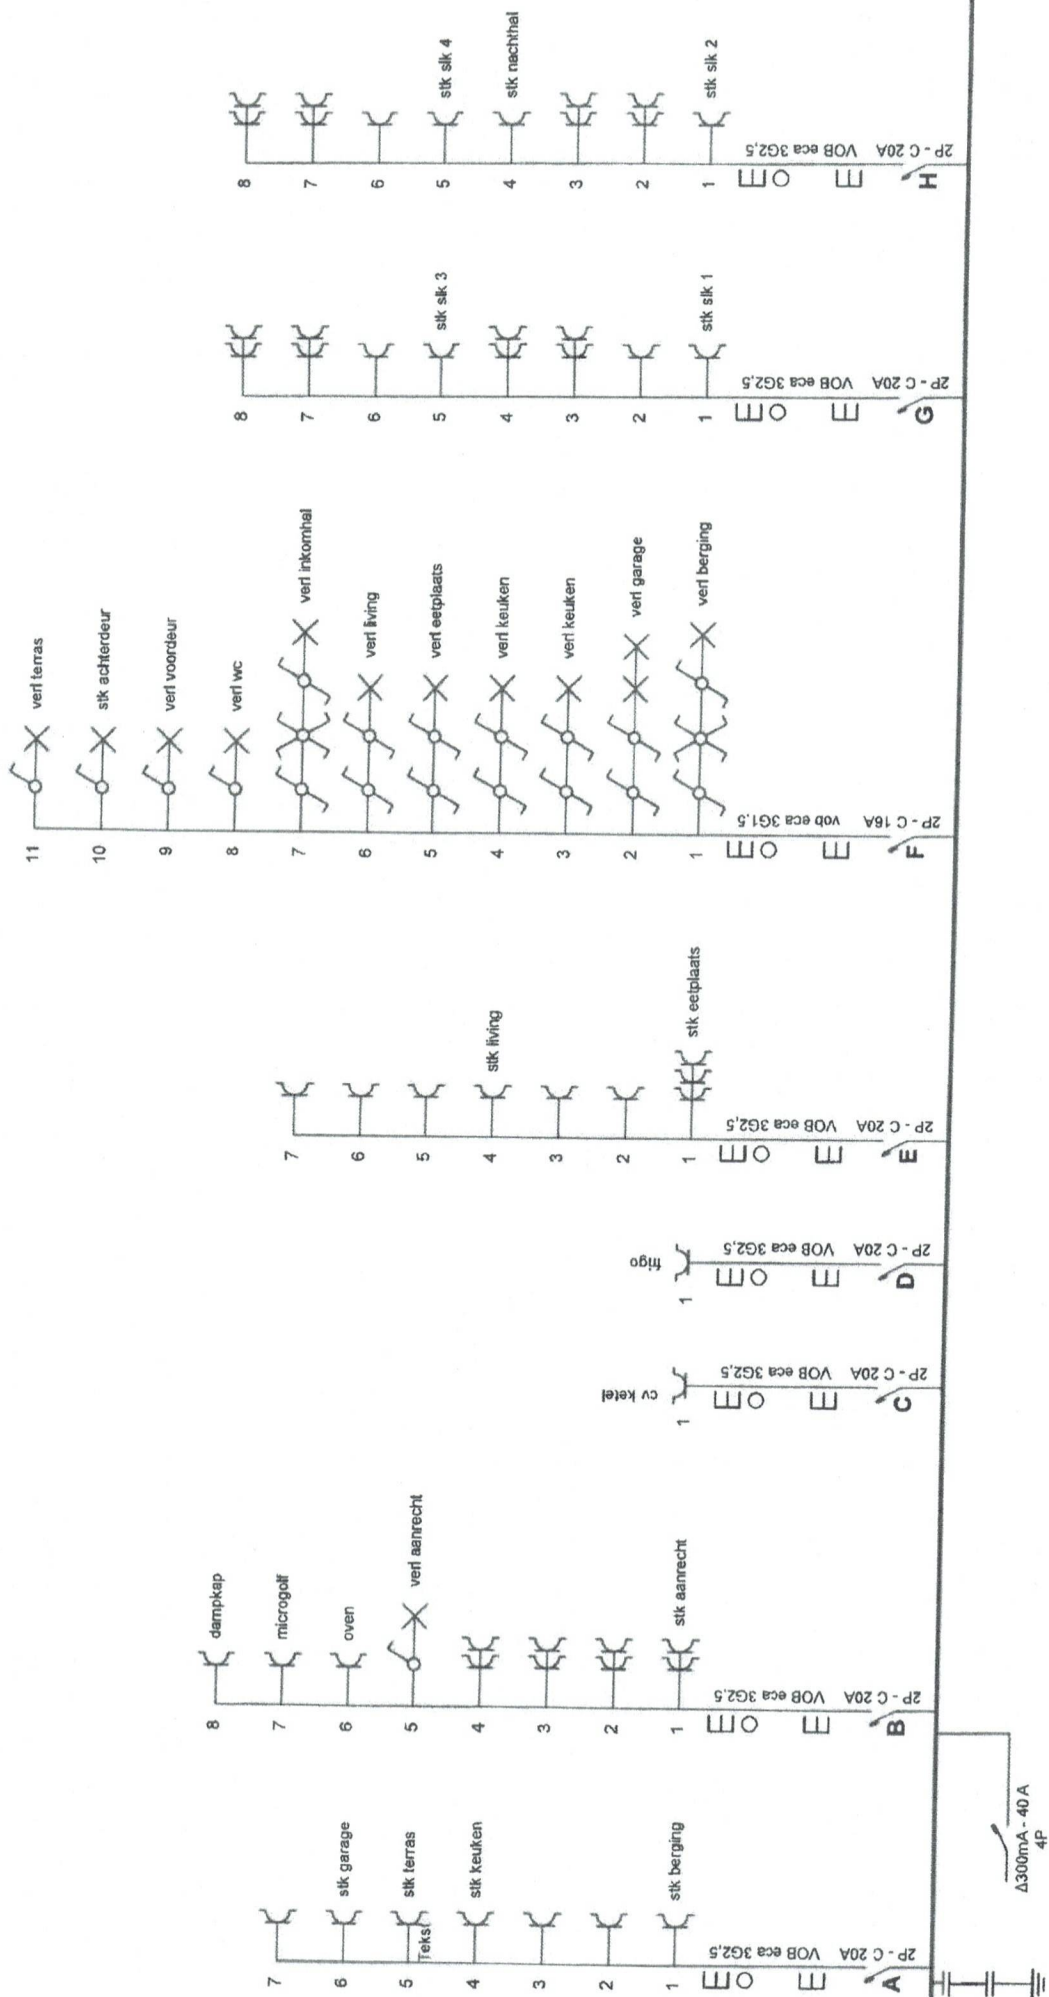 7
6 stk garage
5 stk terras
Tekst
4 stk keuken
3
2
1 stk berging
VOB eca 3G2,5
2P - C 20A
A
8 dampkap
7 microgolf
6 oven
5 verl aanrecht
4
3
2
1 stk aanrecht
VOB eca 3G2,5
2P - C 20A
B
cv ketel
1
VOB eca 3G2,5
2P - C 20A
C
frigo
1
VOB eca 3G2,5
2P - C 20A
D
7
6
5
4 stk living
3
2
1 stk eetplaats
VOB eca 3G2,5
2P - C 20A
E
11 verl terras
10 stk achterdeur
9 verl voordeur
8 verl wc
7 verl inkomhal
6 verl living
5 verl eetplaats
4 verl keuken
3 verl keuken
2 verl garage
1 verl berging
vob eca 3G1.5
2P - C 16A
F
8
7
6
5 stk slk 3
4
3
2
1 stk slk 1
VOB eca 3G2,5
2P - C 20A
G
8
7
6
5 stk slk 4
4 stk nachthal
3
2
1 stk slk 2
VOB eca 3G2,5
2P - C 20A
H
Δ300mA - 40 A
4P